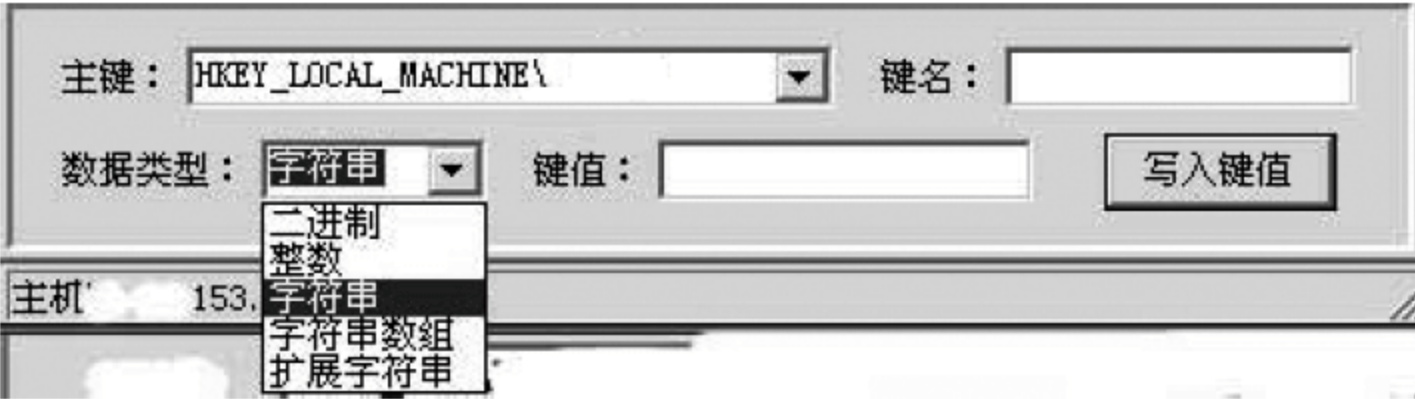 主键： HKEY_LOCAL_MACHINE\ 键名：
数据类型： 字符串 键值： 写入键值
二进制
整数
主机 153. 字符串
字符串数组
扩展字符串